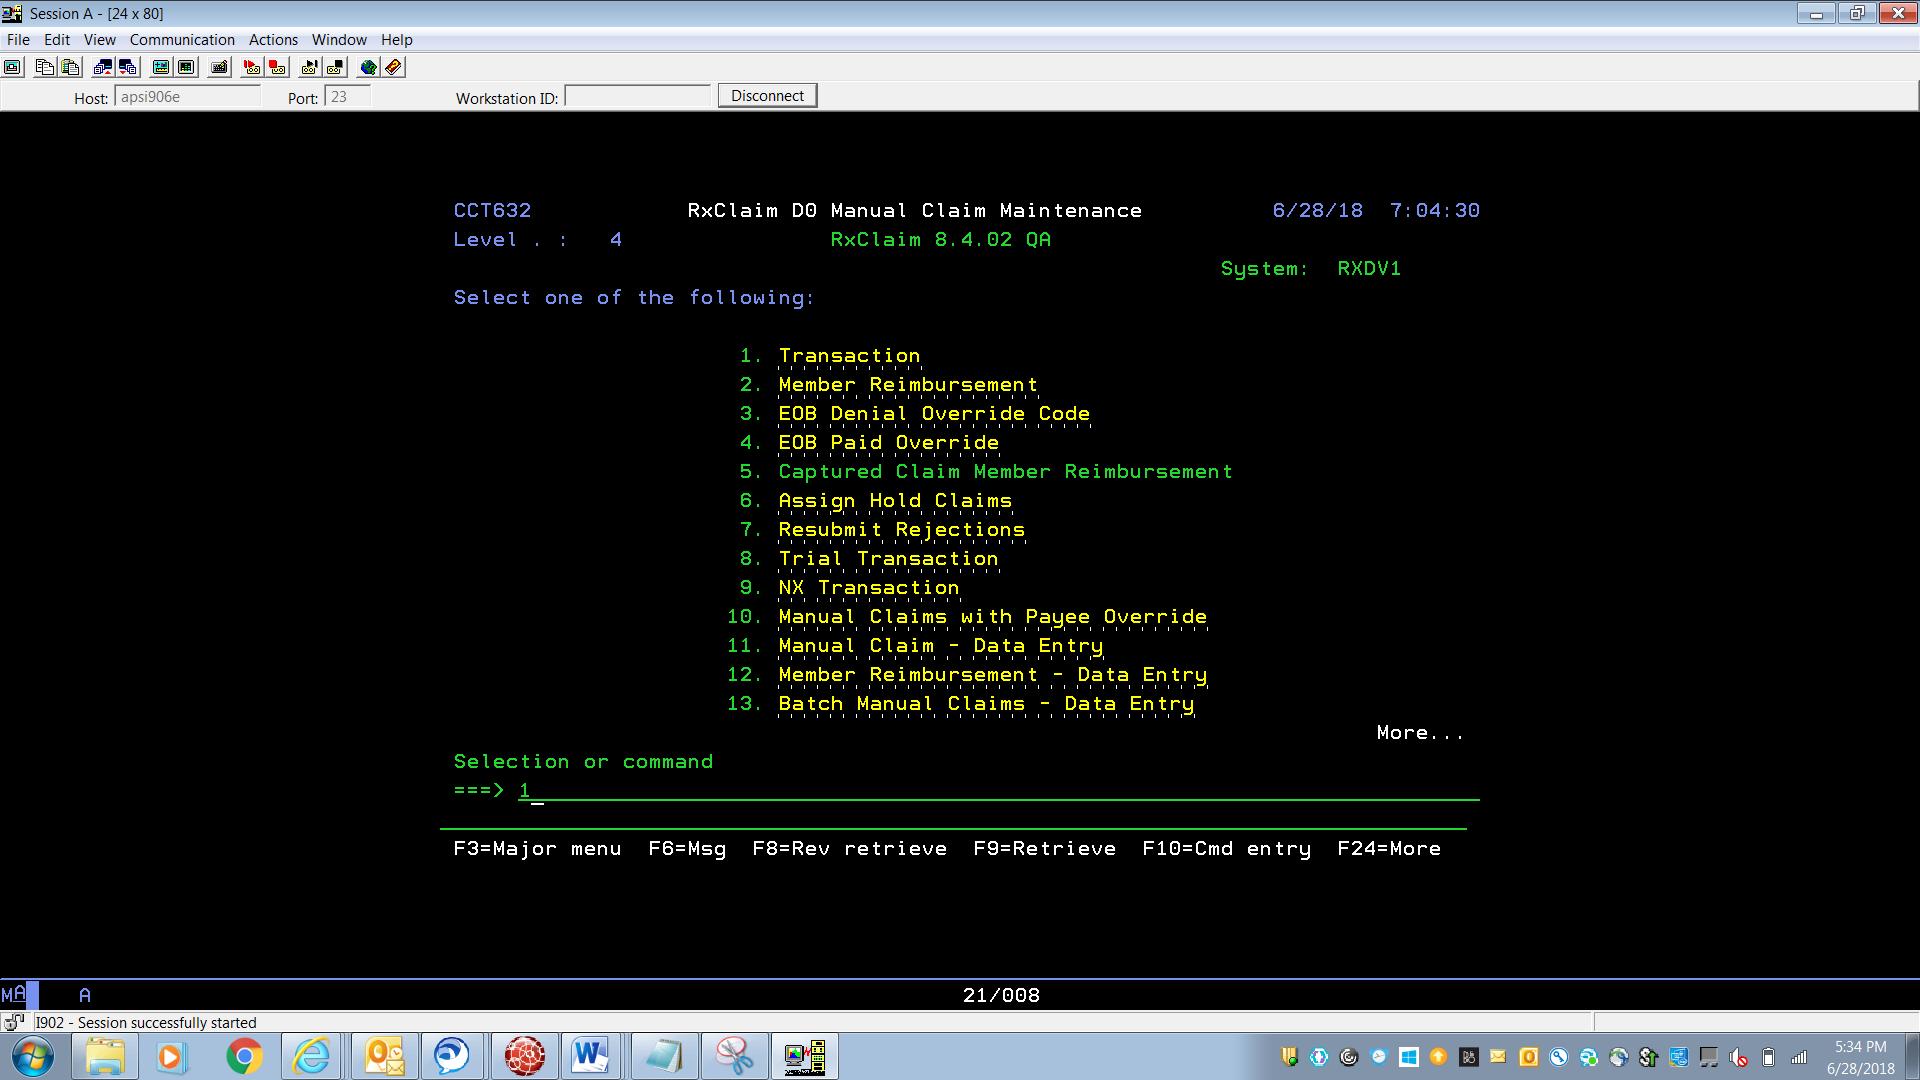 Session A - [24 x 80]
File Edit View Communication Actions Window Help
Host: apsi906e Port: 23 Workstation ID: Disconnect
CCT632 RxClaim D0 Manual Claim Maintenance 6/28/18 7:04:30
Level . : 4 RxClaim 8.4.02 QA
System: RXDV1
Select one of the following:
1. Transaction
2. Member Reimbursement
3. EOB Denial Override Code
4. EOB Paid Override
5. Captured Claim Member Reimbursement
6. Assign Hold Claims
7. Resubmit Rejections
8. Trial Transaction
9. NX Transaction
10. Manual Claims with Payee Override
11. Manual Claim - Data Entry
12. Member Reimbursement - Data Entry
13. Batch Manual Claims - Data Entry
More...
Selection or command
===> 1
F3=Major menu F6=Msg F8=Rev retrieve F9=Retrieve F10=Cmd entry F24=More
MA A 21/008
I902 - Session successfully started
5:34 PM
6/28/2018